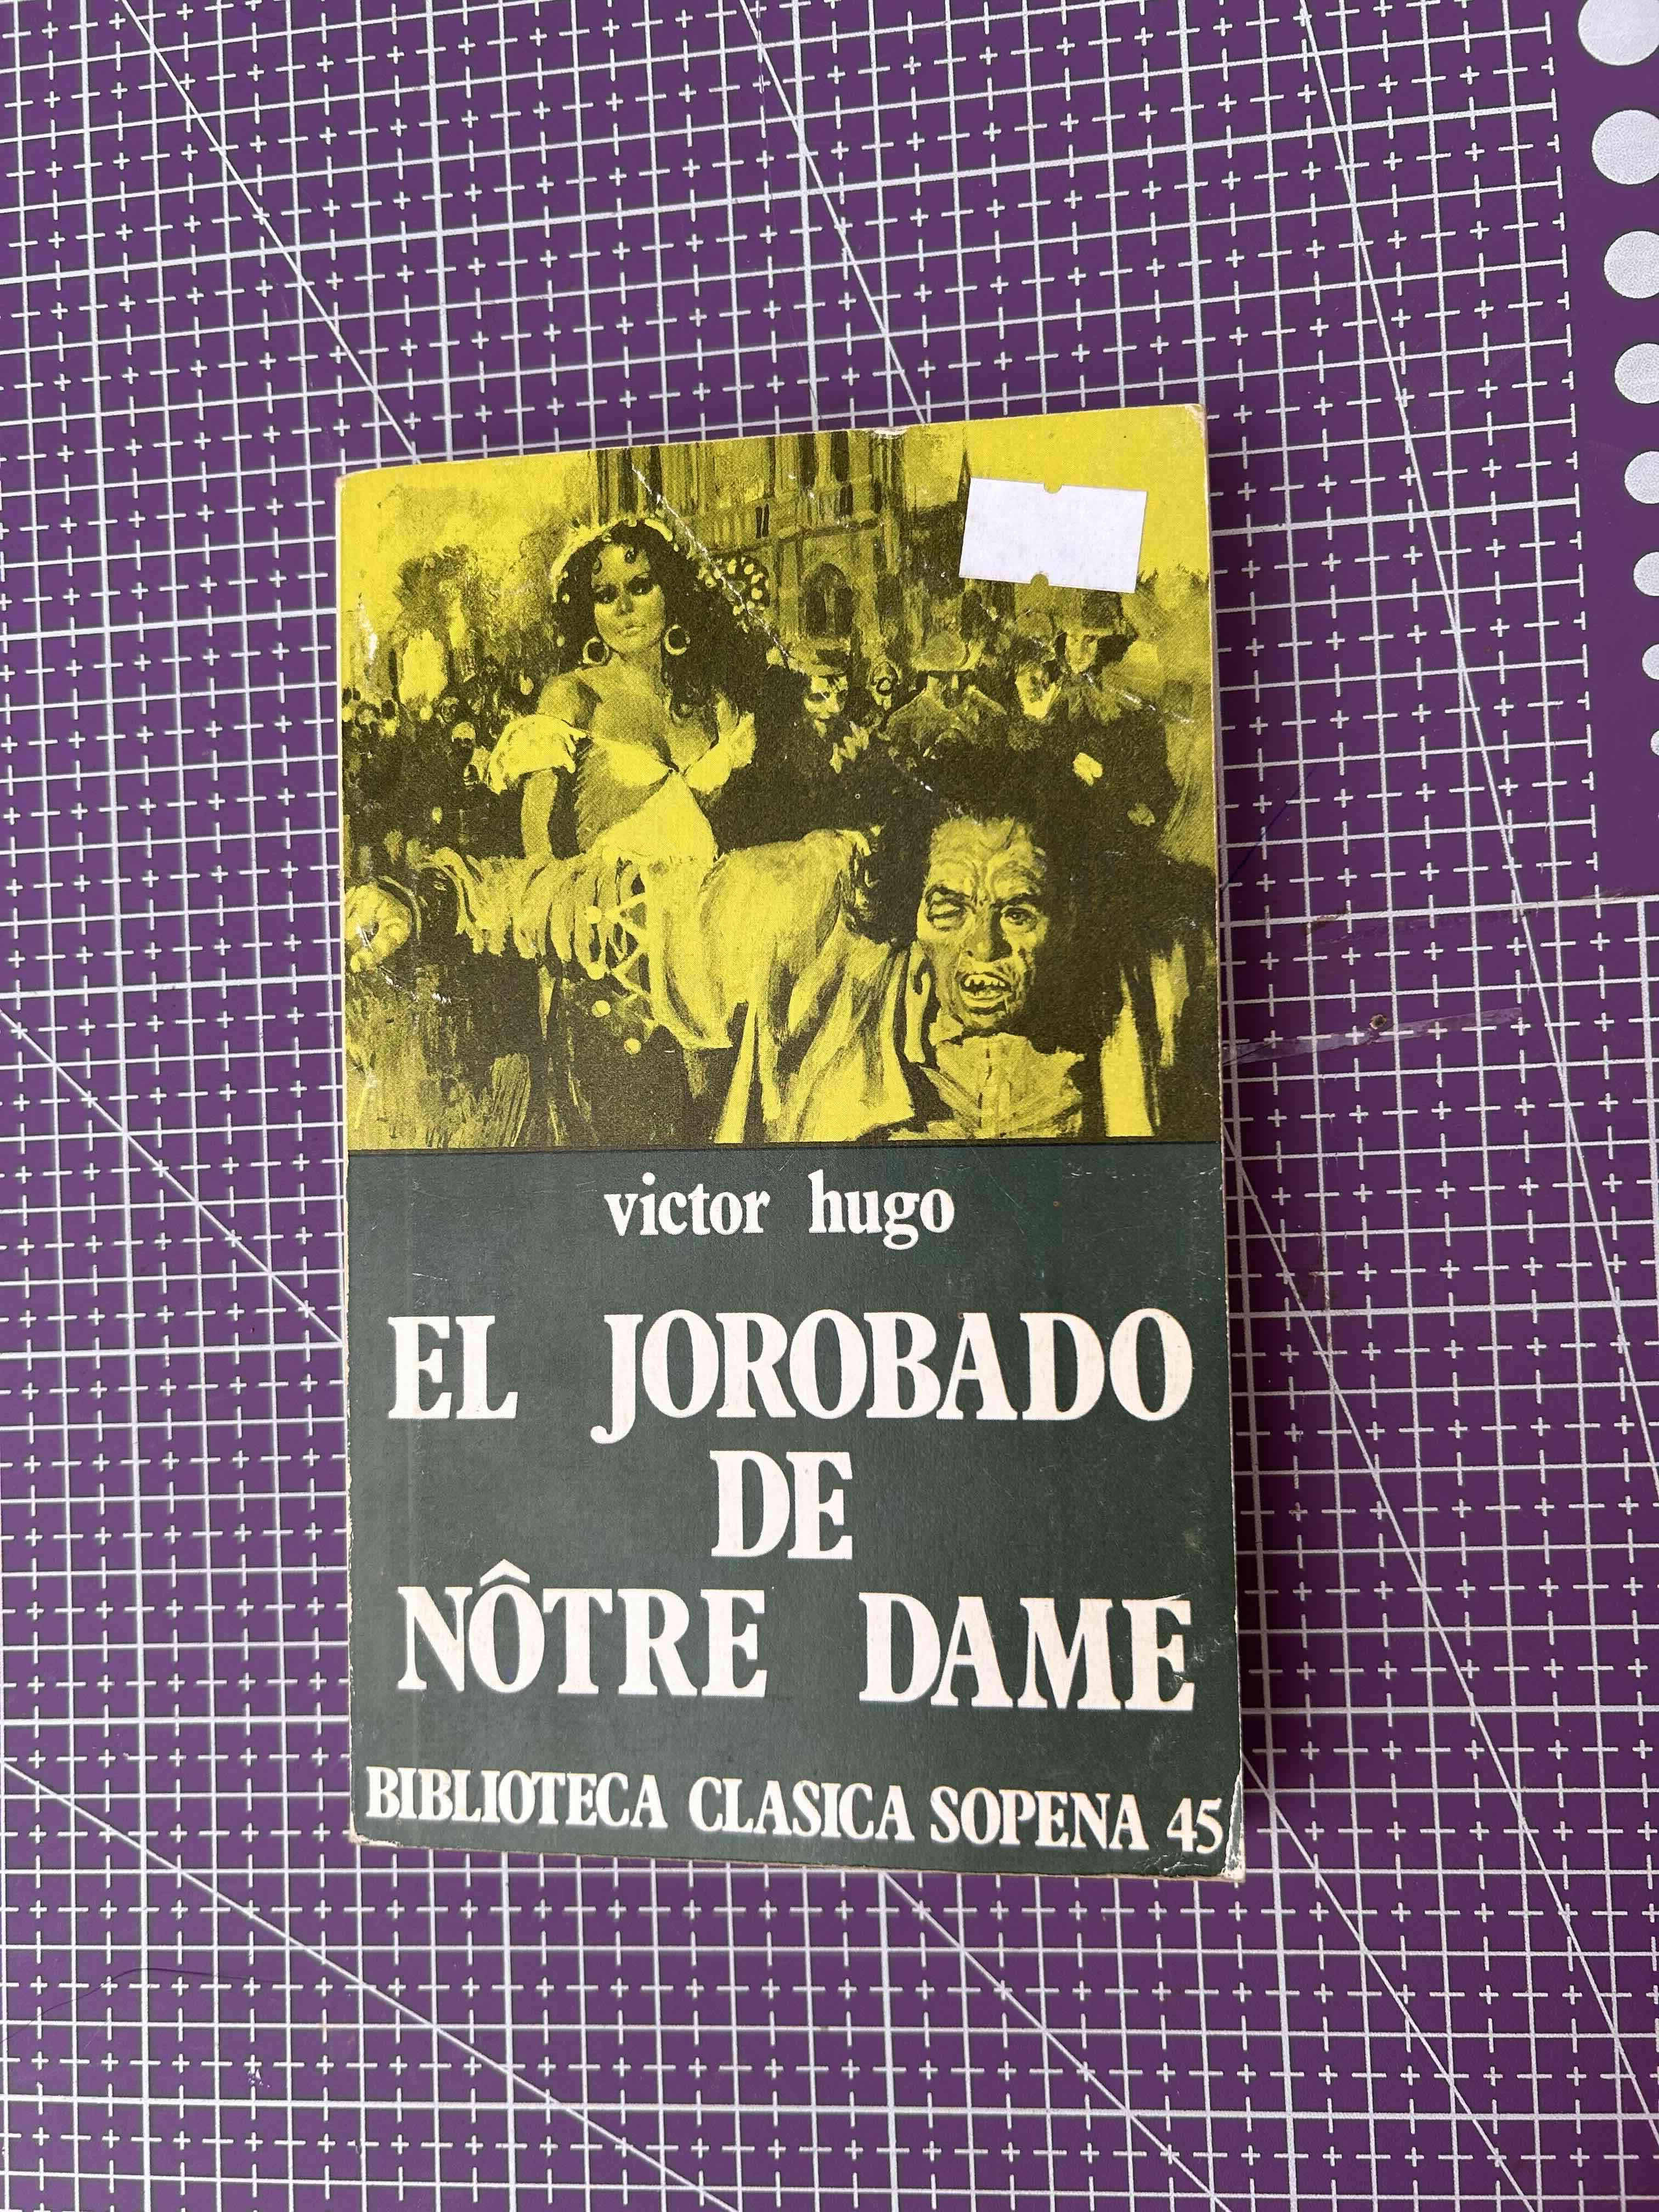 victor hugo
EL JOROBADO
DE
NÔTRE DAME
BIBLIOTECA CLASICA SOPENA 45